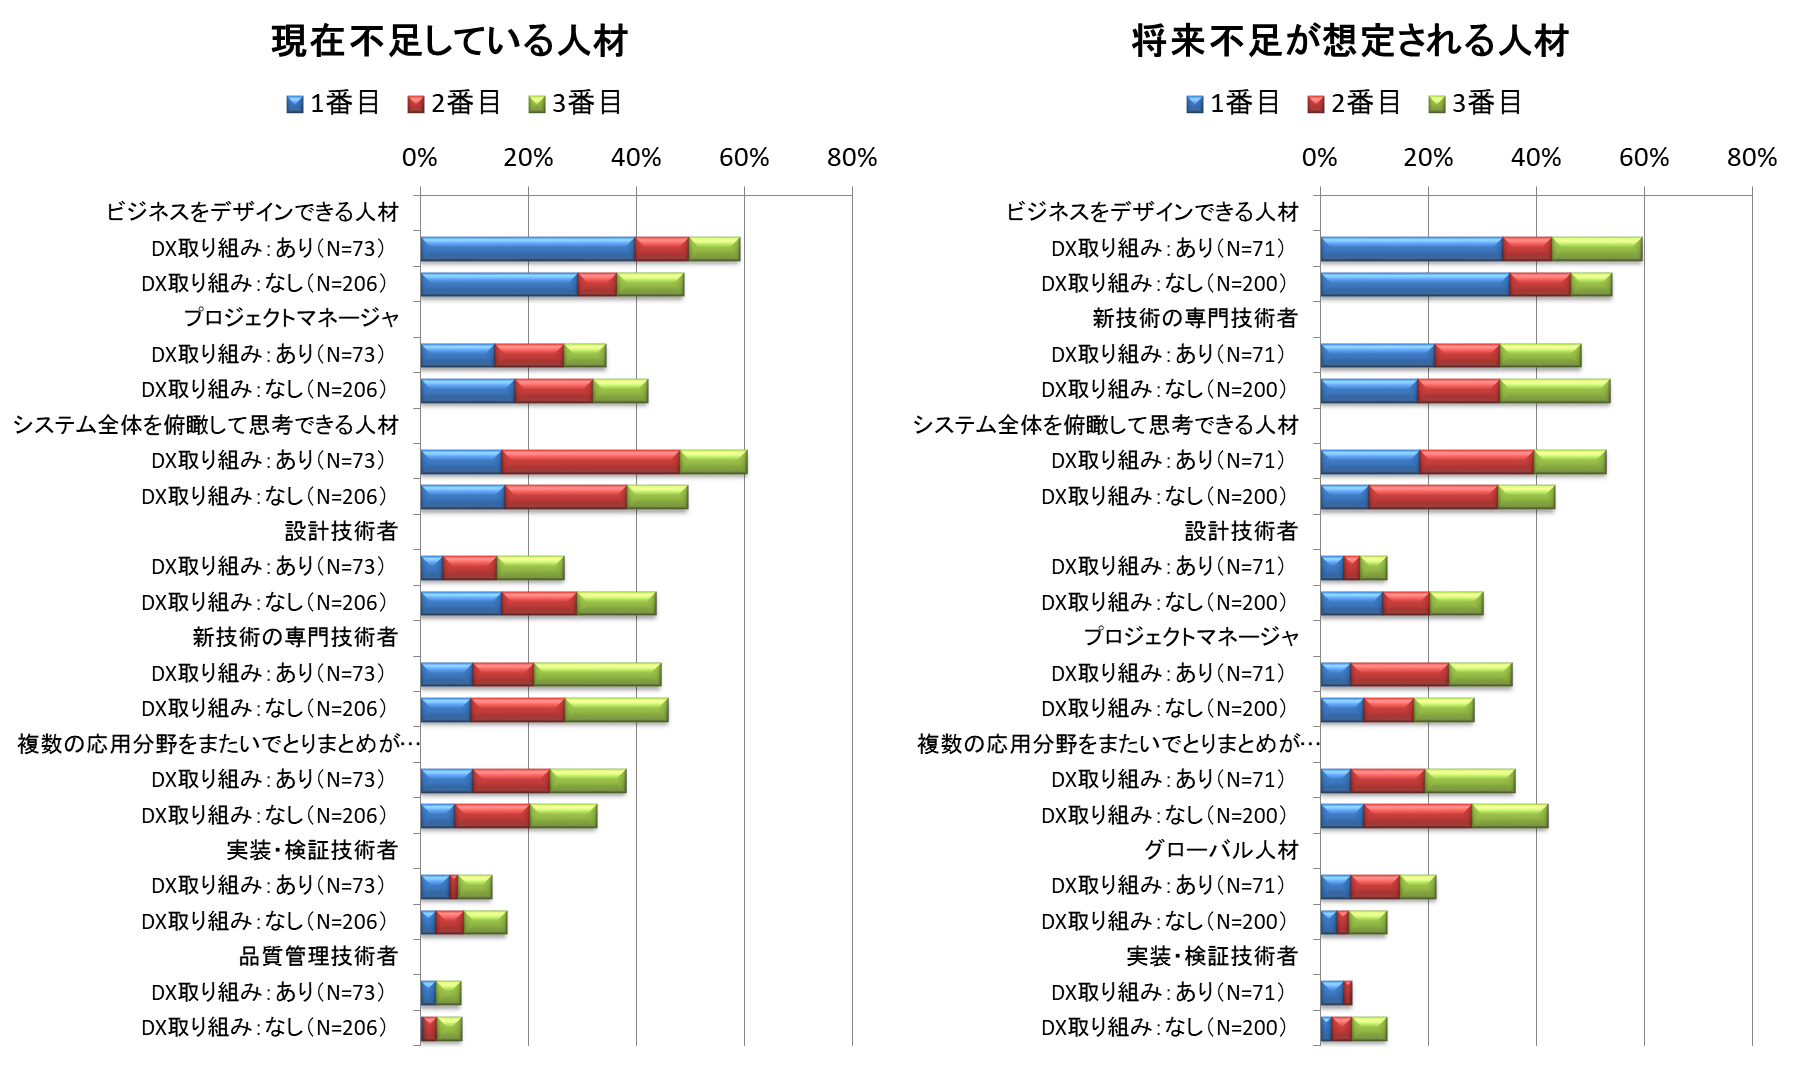 現在不足している人材
1番目 2番目 3番目
0% 20% 40% 60% 80%
ビジネスをデザインできる人材
DX取り組み：あり（N=73）
DX取り組み：なし（N=206）
プロジェクトマネージャ
DX取り組み：あり（N=73）
DX取り組み：なし（N=206）
システム全体を俯瞰して思考できる人材
DX取り組み：あり（N=73）
DX取り組み：なし（N=206）
設計技術者
DX取り組み：あり（N=73）
DX取り組み：なし（N=206）
新技術の専門技術者
DX取り組み：あり（N=73）
DX取り組み：なし（N=206）
複数の応用分野をまたいでとりまとめが…
DX取り組み：あり（N=73）
DX取り組み：なし（N=206）
実装・検証技術者
DX取り組み：あり（N=73）
DX取り組み：なし（N=206）
品質管理技術者
DX取り組み：あり（N=73）
DX取り組み：なし（N=206）
将来不足が想定される人材
1番目 2番目 3番目
0% 20% 40% 60% 80%
ビジネスをデザインできる人材
DX取り組み：あり（N=71）
DX取り組み：なし（N=200）
新技術の専門技術者
DX取り組み：あり（N=71）
DX取り組み：なし（N=200）
システム全体を俯瞰して思考できる人材
DX取り組み：あり（N=71）
DX取り組み：なし（N=200）
設計技術者
DX取り組み：あり（N=71）
DX取り組み：なし（N=200）
プロジェクトマネージャ
DX取り組み：あり（N=71）
DX取り組み：なし（N=200）
複数の応用分野をまたいでとりまとめが…
DX取り組み：あり（N=71）
DX取り組み：なし（N=200）
グローバル人材
DX取り組み：あり（N=71）
DX取り組み：なし（N=200）
実装・検証技術者
DX取り組み：あり（N=71）
DX取り組み：なし（N=200）